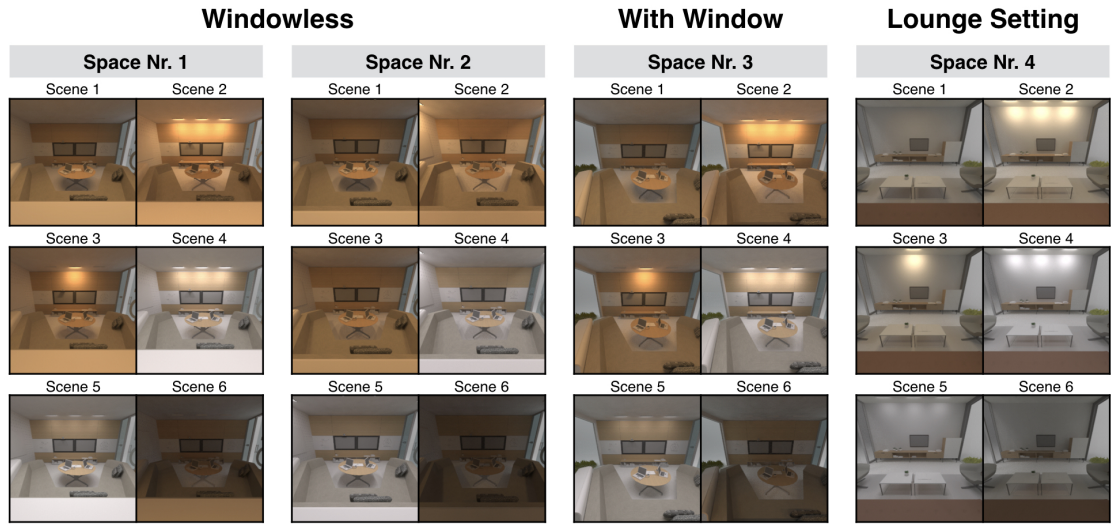 Windowless With Window Lounge Setting
Space Nr. 1 Space Nr. 2 Space Nr. 3 Space Nr. 4
Scene 1 Scene 2 Scene 1 Scene 2 Scene 1 Scene 2 Scene 1 Scene 2
Scene 3 Scene 4 Scene 3 Scene 4 Scene 3 Scene 4 Scene 3 Scene 4
Scene 5 Scene 6 Scene 5 Scene 6 Scene 5 Scene 6 Scene 5 Scene 6